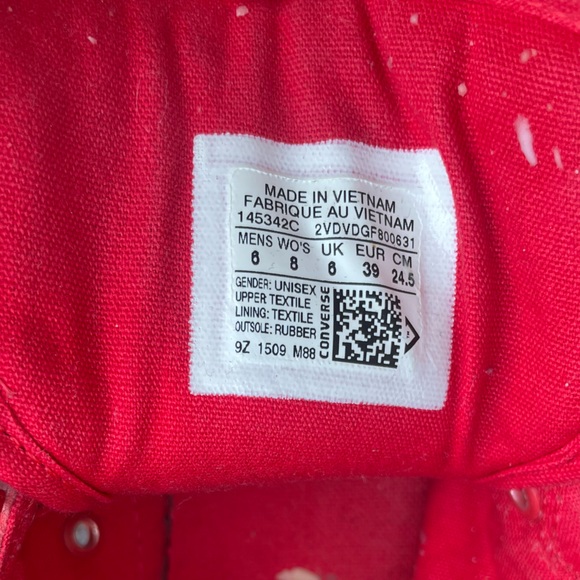 MADE IN VIETNAM
FABRIQUE AU VIETNAM
145342C 2VDVDGF800631
MENS WO'S UK EUR CM
6 8 6 39 24.5
GENDER: UNISEX
UPPER TEXTILE
LINING: TEXTILE
OUTSOLE: RUBBER
CONVERSE
9Z 1509 M88